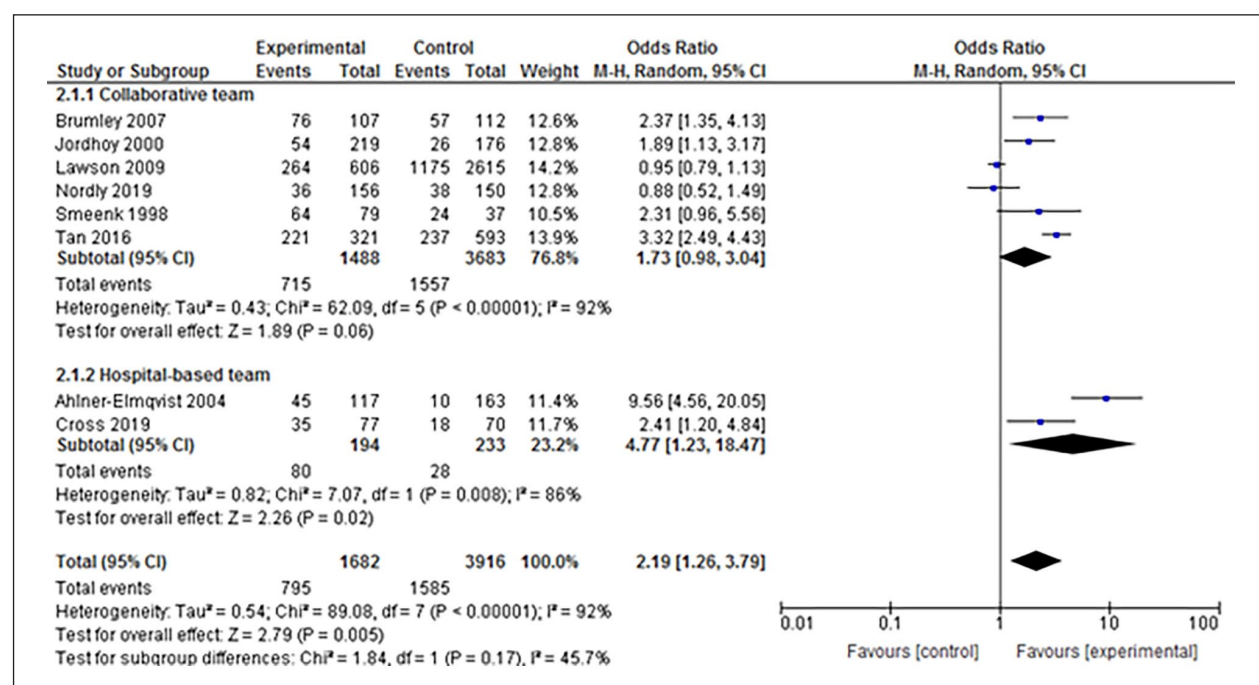 Experimental Control Odds Ratio Odds Ratio
Study or Subgroup Events Total Events Total Weight M-H, Random, 95% CI M-H, Random, 95% CI
2.1.1 Collaborative team
Brumley 2007 76 107 57 112 12.6% 2.37 [1.35, 4.13]
Jordhoy 2000 54 219 26 176 12.8% 1.89 [1.13, 3.17]
Lawson 2009 264 606 1175 2615 14.2% 0.95 [0.79, 1.13]
Nordly 2019 36 156 38 150 12.8% 0.88 [0.52, 1.49]
Smeenk 1998 64 79 24 37 10.5% 2.31 [0.96, 5.56]
Tan 2016 221 321 237 593 13.9% 3.32 [2.49, 4.43]
Subtotal (95% CI) 1488 3683 76.8% 1.73 [0.98, 3.04]
Total events 715 1557
Heterogeneity: Tau² = 0.43; Chi² = 62.09, df = 5 (P < 0.00001); I² = 92%
Test for overall effect: Z = 1.89 (P = 0.06)
2.1.2 Hospital-based team
Ahlner-Elmqvist 2004 45 117 10 163 11.4% 9.56 [4.56, 20.05]
Cross 2019 35 77 18 70 11.7% 2.41 [1.20, 4.84]
Subtotal (95% CI) 194 233 23.2% 4.77 [1.23, 18.47]
Total events 80 28
Heterogeneity: Tau² = 0.82; Chi² = 7.07, df = 1 (P = 0.008); I² = 86%
Test for overall effect: Z = 2.26 (P = 0.02)
Total (95% CI) 1682 3916 100.0% 2.19 [1.26, 3.79]
Total events 795 1585
Heterogeneity: Tau² = 0.54; Chi² = 89.08, df = 7 (P < 0.00001); I² = 92%
Test for overall effect: Z = 2.79 (P = 0.005)
Test for subgroup differences: Chi² = 1.84, df = 1 (P = 0.17), I² = 45.7%
0.01 0.1 1 10 100
Favours [control] Favours [experimental]